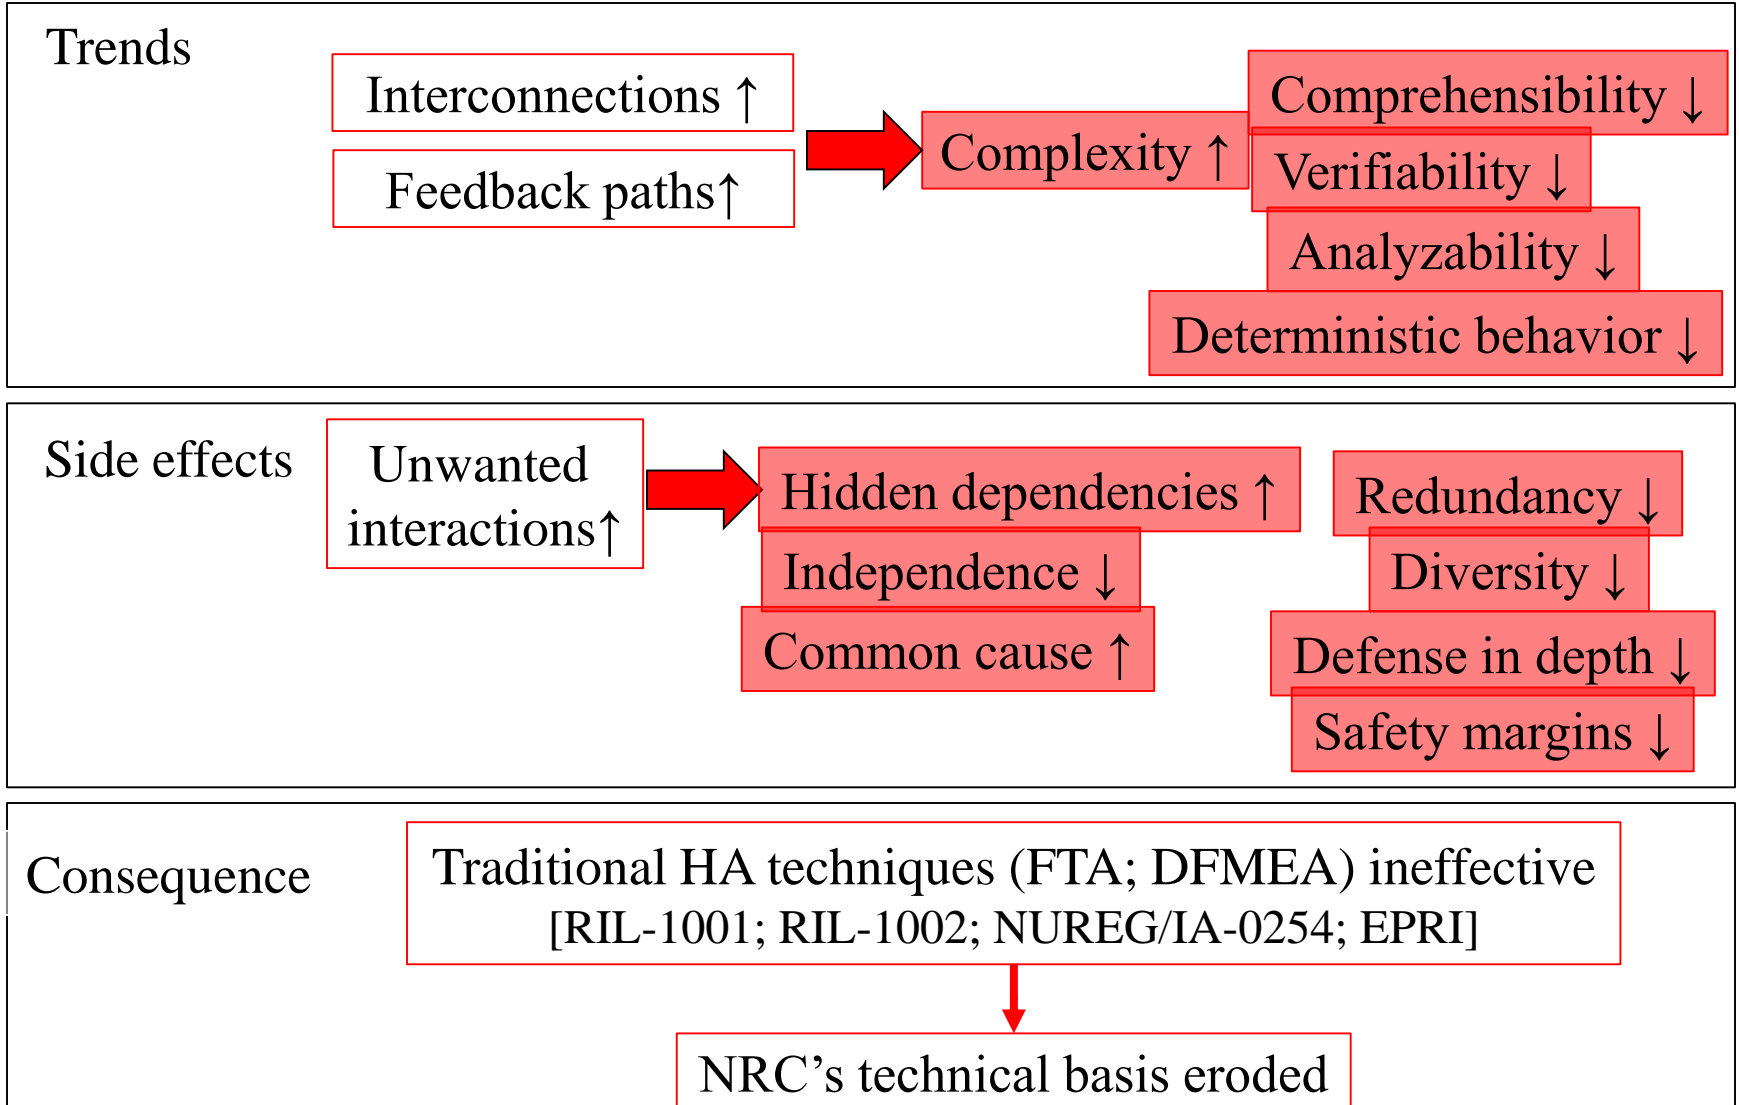 Trends
Interconnections ↑
Feedback paths↑
Complexity ↑
Comprehensibility ↓
Verifiability ↓
Analyzability ↓
Deterministic behavior ↓
Side effects
Unwanted
interactions↑
Hidden dependencies ↑
Independence ↓
Common cause ↑
Redundancy ↓
Diversity ↓
Defense in depth ↓
Safety margins ↓
Consequence
Traditional HA techniques (FTA; DFMEA) ineffective
[RIL-1001; RIL-1002; NUREG/IA-0254; EPRI]
NRC’s technical basis eroded